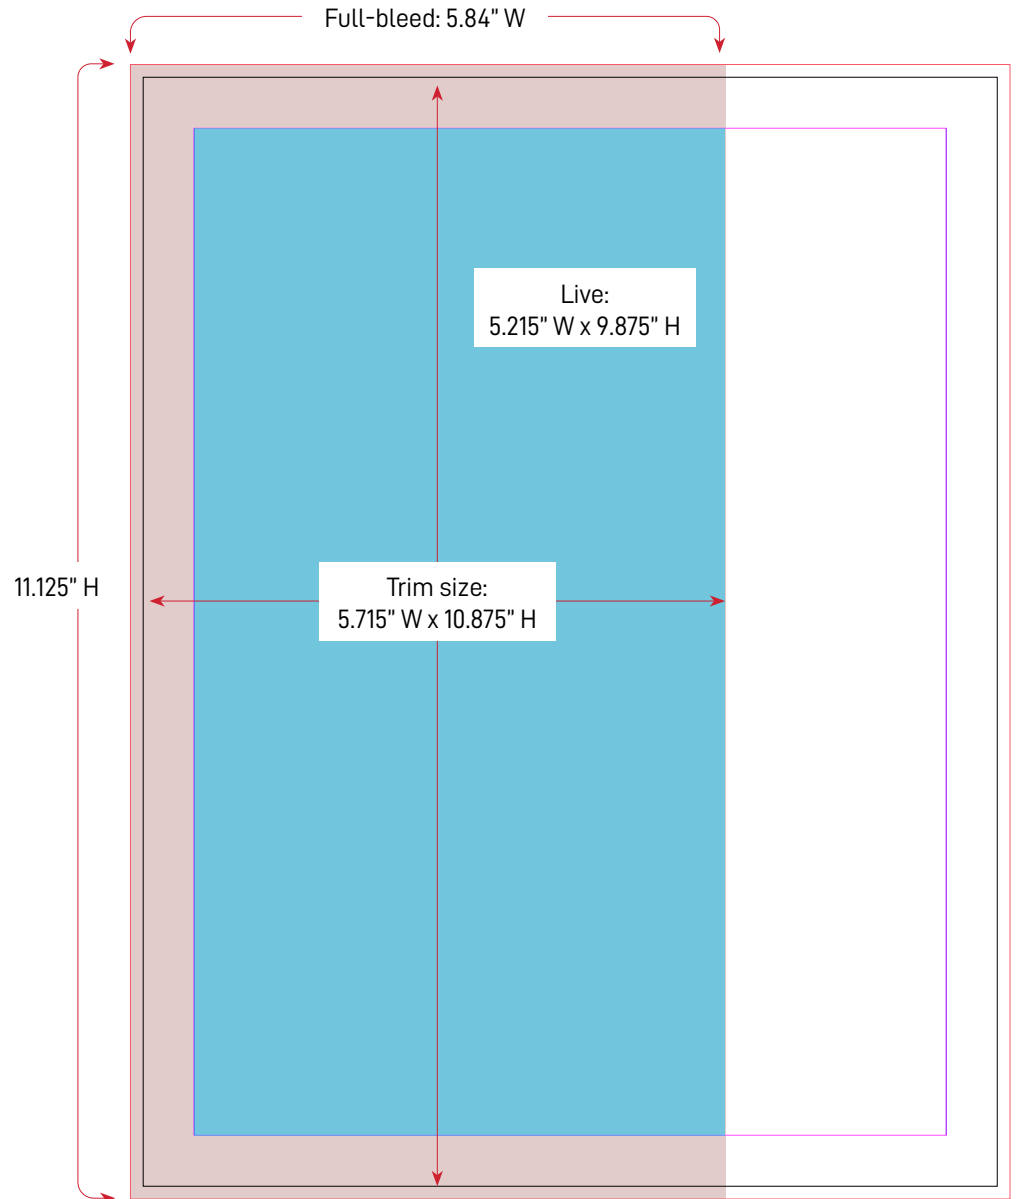 Full-bleed: 5.84" W
Live:
5.215" W x 9.875" H
11.125" H
Trim size:
5.715" W x 10.875" H